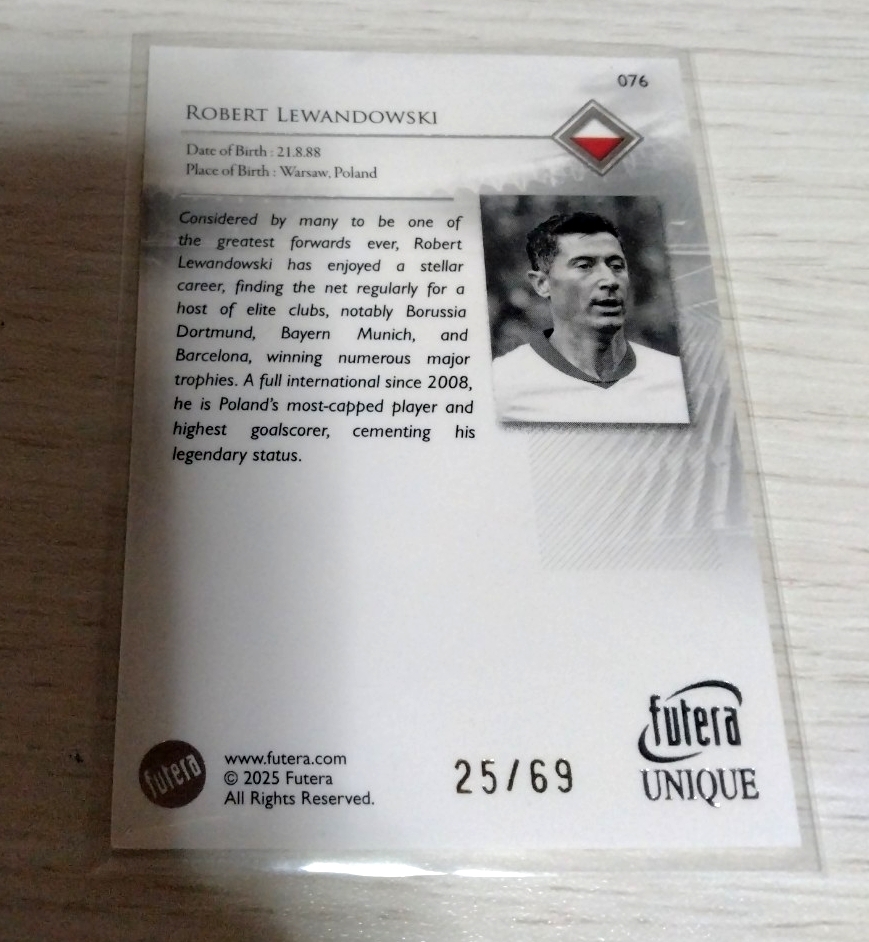 076
ROBERT LEWANDOWSKI
Date of Birth : 21.8.88
Place of Birth : Warsaw, Poland
Considered by many to be one of
the greatest forwards ever, Robert
Lewandowski has enjoyed a stellar
career, finding the net regularly for a
host of elite clubs, notably Borussia
Dortmund, Bayern Munich, and
Barcelona, winning numerous major
trophies. A full international since 2008,
he is Poland's most-capped player and
highest goalscorer, cementing his
legendary status.
futera
www.futera.com
© 2025 Futera
All Rights Reserved.
25/69
futera
UNIQUE